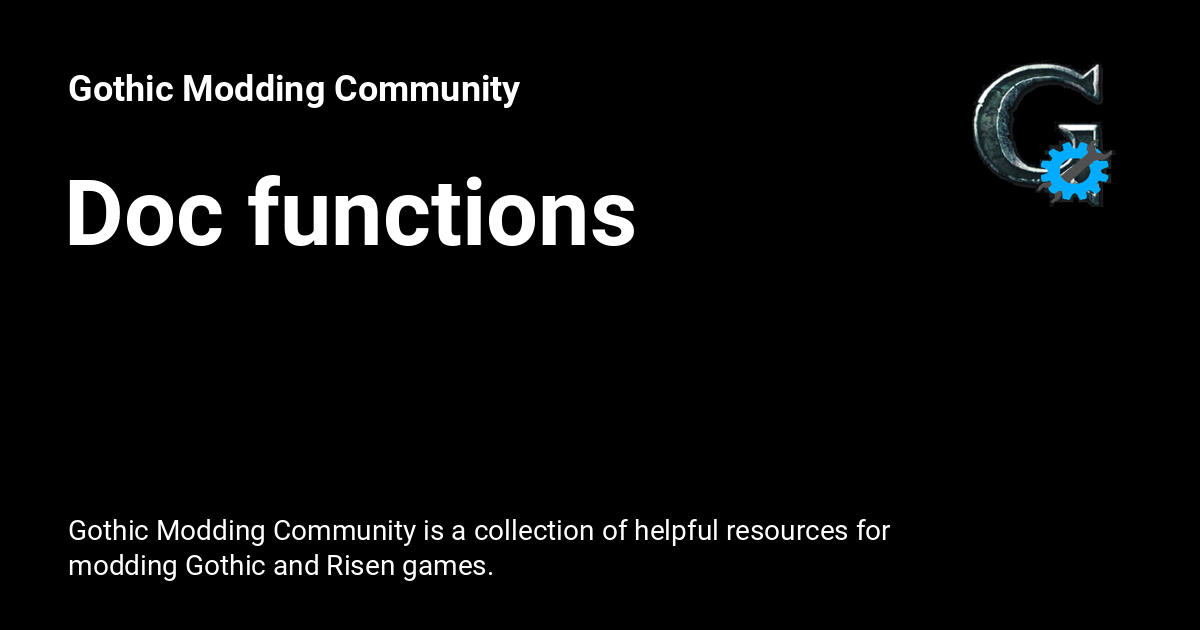 Gothic Modding Community
Doc functions
Gothic Modding Community is a collection of helpful resources for
modding Gothic and Risen games.